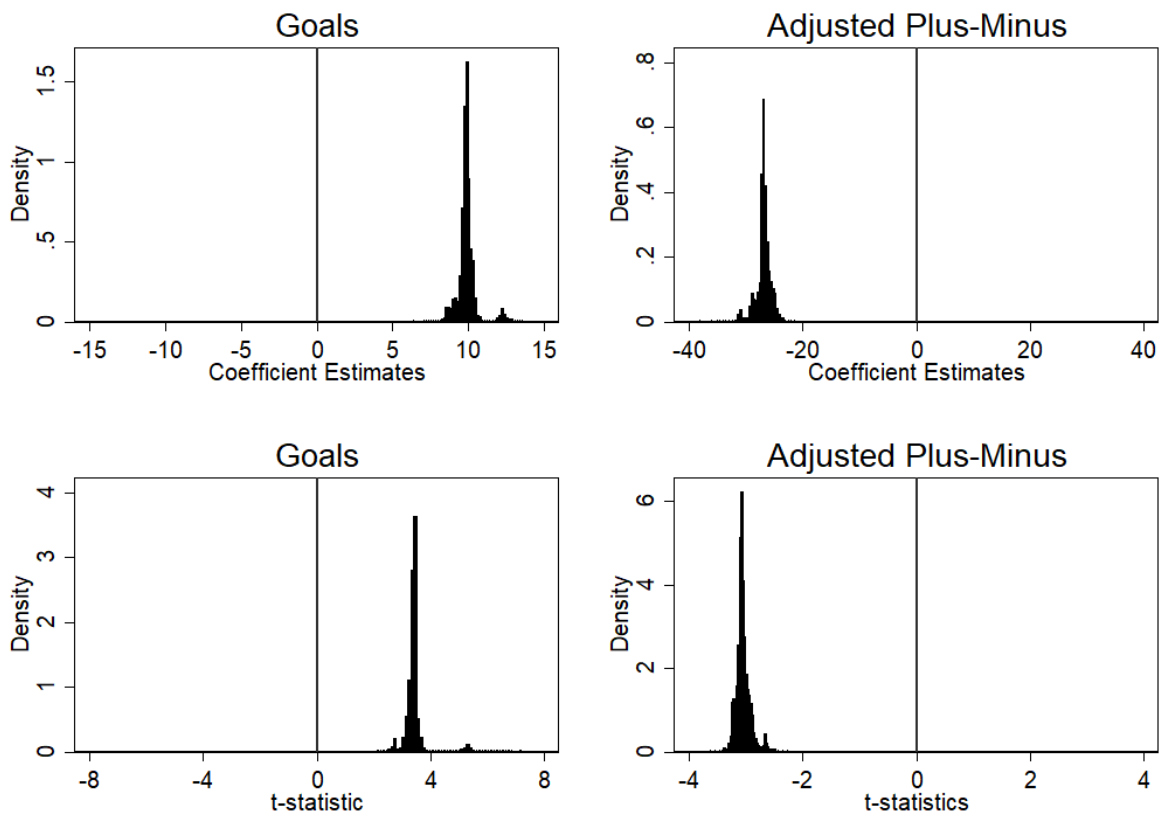 Goals
Density
0
.5
1
1.5
-15 -10 -5 0 5 10 15
Coefficient Estimates
Adjusted Plus-Minus
Density
0
.2
.4
.6
.8
-40 -20 0 20 40
Coefficient Estimates
Goals
Density
0
1
2
3
4
-8 -4 0 4 8
t-statistic
Adjusted Plus-Minus
Density
0
2
4
6
-4 -2 0 2 4
t-statistics